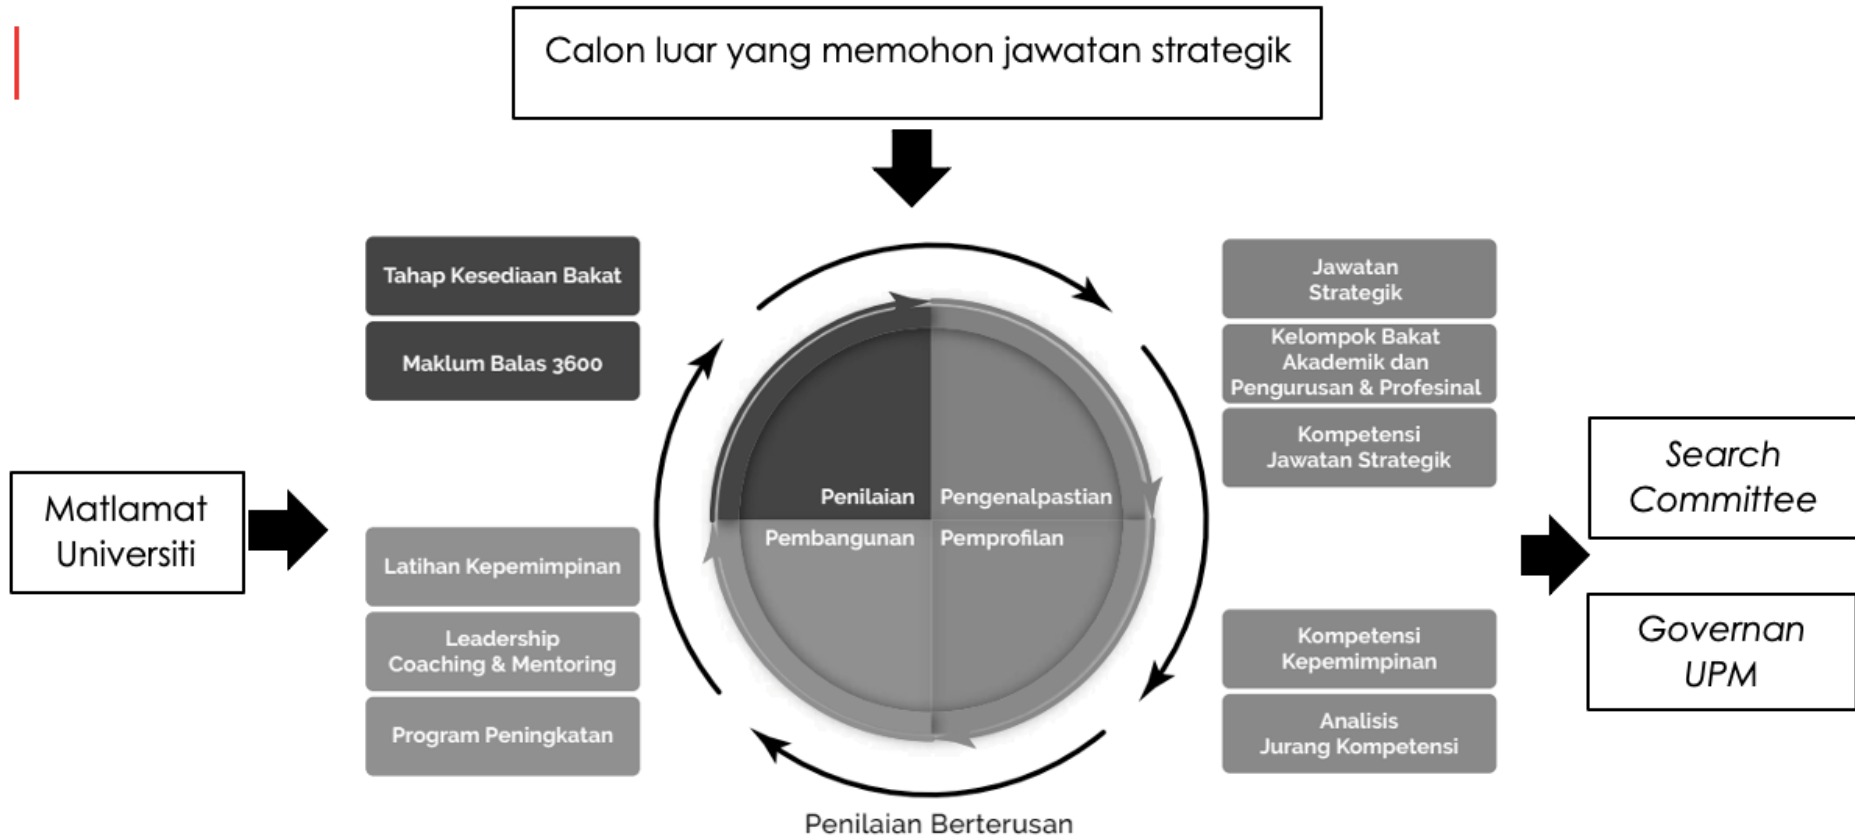 Calon luar yang memohon jawatan strategik
Tahap Kesediaan Bakat
Maklum Balas 3600
Matlamat
Universiti
Latihan Kepemimpinan
Leadership
Coaching & Mentoring
Program Peningkatan
Penilaian
Pengenalpastian
Pembangunan
Pemprofilan
Penilaian Berterusan
Jawatan
Strategik
Kelompok Bakat
Akademik dan
Pengurusan & Profesinal
Kompetensi
Jawatan Strategik
Kompetensi
Kepemimpinan
Analisis
Jurang Kompetensi
Search
Committee
Governan
UPM